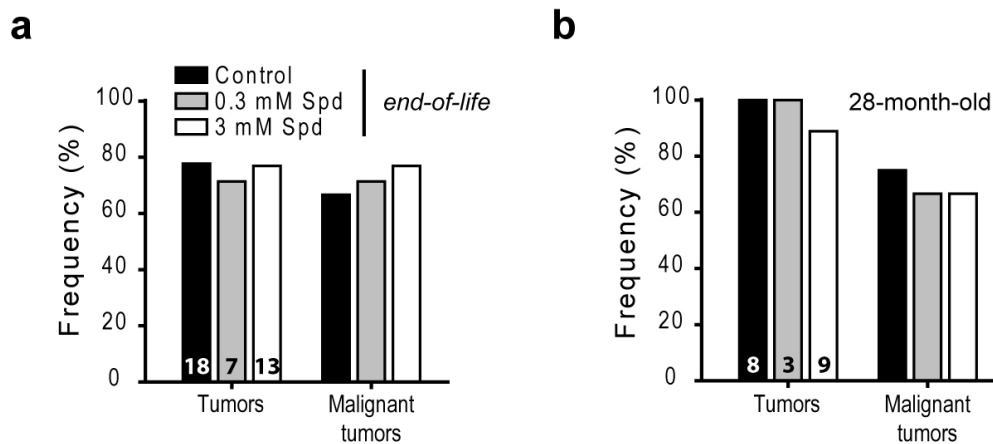 a
Control
0.3 mM Spd
3 mM Spd
end-of-life
Frequency (%)
100
80
60
40
20
0
18
7
13
Tumors
Malignant
tumors
b
28-month-old
Frequency (%)
100
80
60
40
20
0
8
3
9
Tumors
Malignant
tumors